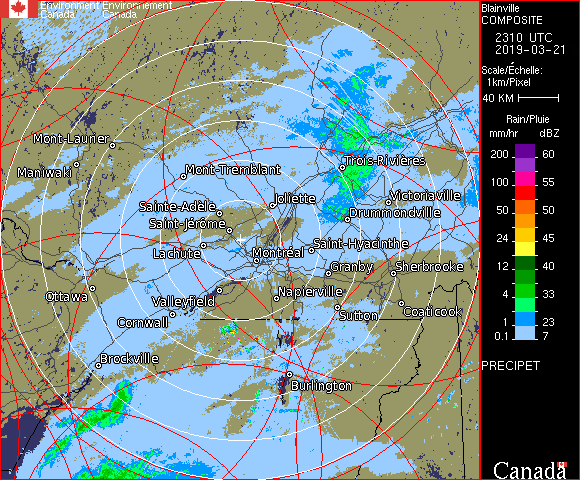 Environment Environnement
Canada Canada
Blainville
COMPOSITE
2310 UTC
2019-03-21
Scale/Échelle:
1km/Pixel
40 KM
Rain/Pluie
mm/hr dBZ
200 60
100 55
50 50
24 45
12 40
4 33
1 23
0.1 7
PRECIPET
Canada
Mont-Laurier
Maniwaki
Mont-Tremblant
Trois-Rivières
Sainte-Adèle
Joliette
Victoriaville
Saint-Jérôme
Drummondville
Lachute
Montréal
Saint-Hyacinthe
Granby
Sherbrooke
Ottawa
Valleyfield
Napierville
Cornwall
Sutton
Coaticook
Brockville
Burlington